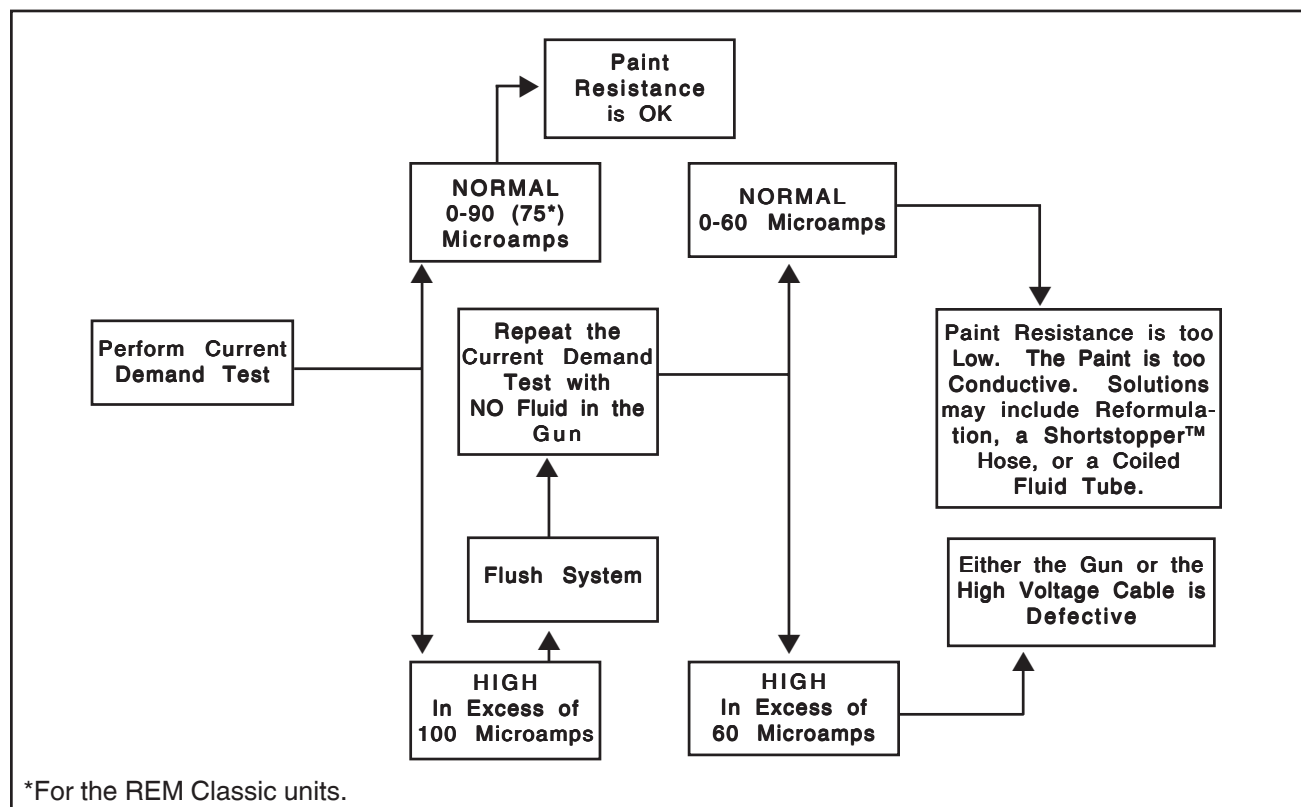 Paint
Resistance
is OK
NORMAL
0-90 (75*)
Microamps
NORMAL
0-60 Microamps
Perform Current
Demand Test
Repeat the
Current Demand
Test with
NO Fluid in the
Gun
Paint Resistance is too
Low. The Paint is too
Conductive. Solutions
may include Reformula-
tion, a Shortstopper™
Hose, or a Coiled
Fluid Tube.
Flush System
Either the Gun or the
High Voltage Cable is
Defective
HIGH
In Excess of
100 Microamps
HIGH
In Excess of
60 Microamps
*For the REM Classic units.